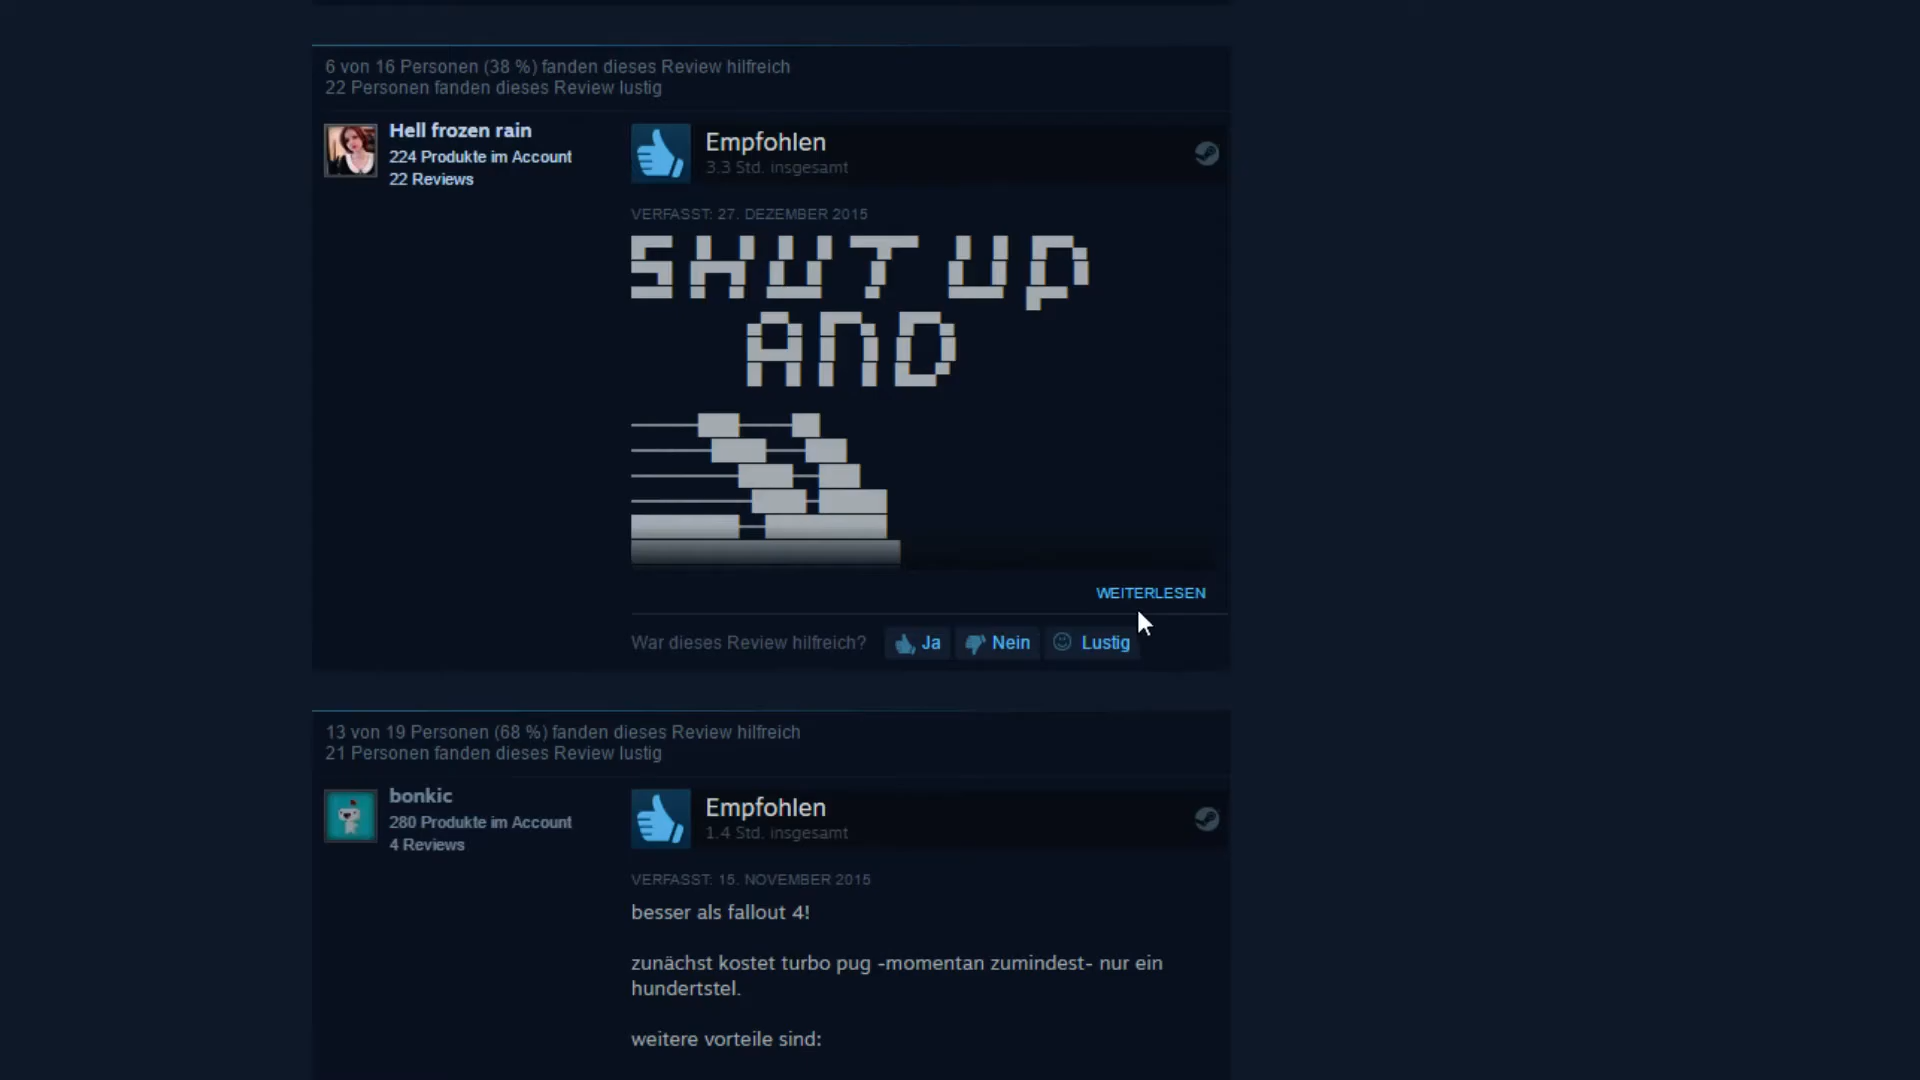 6 von 16 Personen (38 %) fanden dieses Review hilfreich
22 Personen fanden dieses Review lustig
Hell frozen rain
224 Produkte im Account
22 Reviews
Empfohlen
3.3 Std. insgesamt
VERFASST: 27. DEZEMBER 2015
SHUT UP
AND
WEITERLESEN
War dieses Review hilfreich? Ja Nein Lustig
13 von 19 Personen (68 %) fanden dieses Review hilfreich
21 Personen fanden dieses Review lustig
bonkic
280 Produkte im Account
4 Reviews
Empfohlen
1.4 Std. insgesamt
VERFASST: 15. NOVEMBER 2015
besser als fallout 4!
zunächst kostet turbo pug -momentan zumindest- nur ein
hundertstel.
weitere vorteile sind: